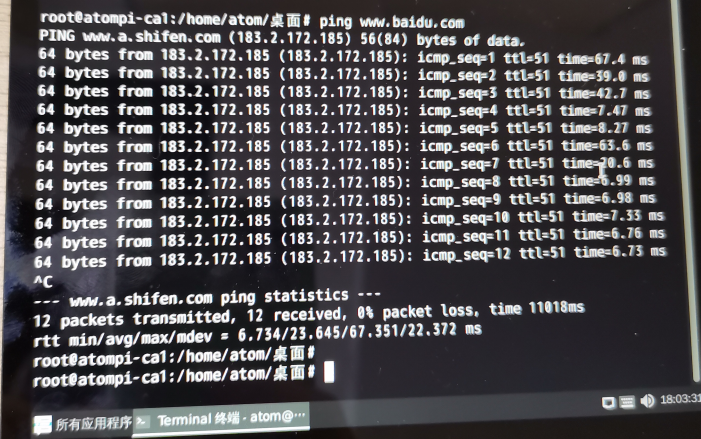 root@atompi-ca1:/home/atom/桌面# ping www.baidu.com
PING www.a.shifen.com (183.2.172.185) 56(84) bytes of data.
64 bytes from 183.2.172.185 (183.2.172.185): icmp_seq=1 ttl=51 time=67.4 ms
64 bytes from 183.2.172.185 (183.2.172.185): icmp_seq=2 ttl=51 time=39.0 ms
64 bytes from 183.2.172.185 (183.2.172.185): icmp_seq=3 ttl=51 time=42.7 ms
64 bytes from 183.2.172.185 (183.2.172.185): icmp_seq=4 ttl=51 time=7.47 ms
64 bytes from 183.2.172.185 (183.2.172.185): icmp_seq=5 ttl=51 time=8.27 ms
64 bytes from 183.2.172.185 (183.2.172.185): icmp_seq=6 ttl=51 time=63.6 ms
64 bytes from 183.2.172.185 (183.2.172.185): icmp_seq=7 ttl=51 time=20.6 ms
64 bytes from 183.2.172.185 (183.2.172.185): icmp_seq=8 ttl=51 time=6.99 ms
64 bytes from 183.2.172.185 (183.2.172.185): icmp_seq=9 ttl=51 time=6.98 ms
64 bytes from 183.2.172.185 (183.2.172.185): icmp_seq=10 ttl=51 time=7.33 ms
64 bytes from 183.2.172.185 (183.2.172.185): icmp_seq=11 ttl=51 time=6.76 ms
64 bytes from 183.2.172.185 (183.2.172.185): icmp_seq=12 ttl=51 time=6.73 ms
^C
--- www.a.shifen.com ping statistics ---
12 packets transmitted, 12 received, 0% packet loss, time 11018ms
rtt min/avg/max/mdev = 6.734/23.645/67.351/22.372 ms
root@atompi-ca1:/home/atom/桌面#
root@atompi-ca1:/home/atom/桌面#
所有应用程序 Terminal 终端 - atom@··· 18:03:31